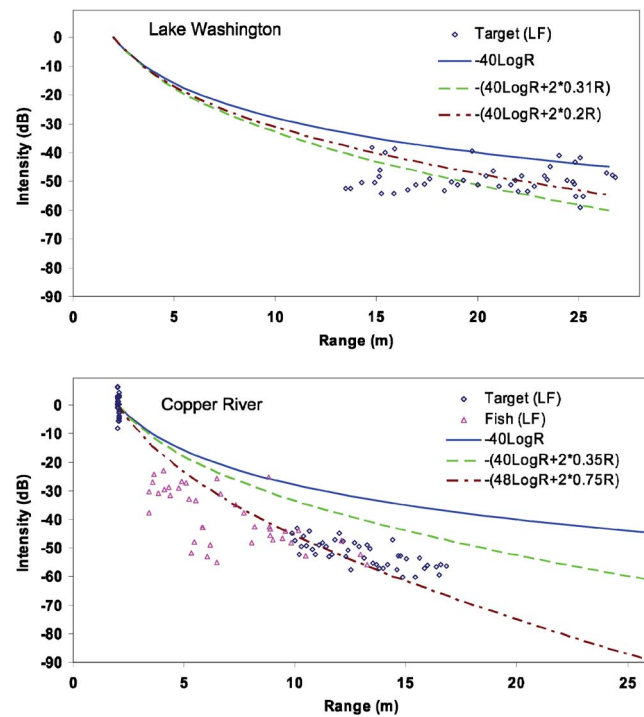 Lake Washington
Target (LF)
-40LogR
-(40LogR+2*0.31R)
-(40LogR+2*0.2R)
Intensity (dB)
0
-10
-20
-30
-40
-50
-60
-70
-80
-90
0 5 10 15 20 25
Range (m)
Copper River
Target (LF)
Fish (LF)
-40LogR
-(40LogR+2*0.35R)
-(48LogR+2*0.75R)
Intensity (dB)
10
0
-10
-20
-30
-40
-50
-60
-70
-80
-90
0 5 10 15 20 25
Range (m)